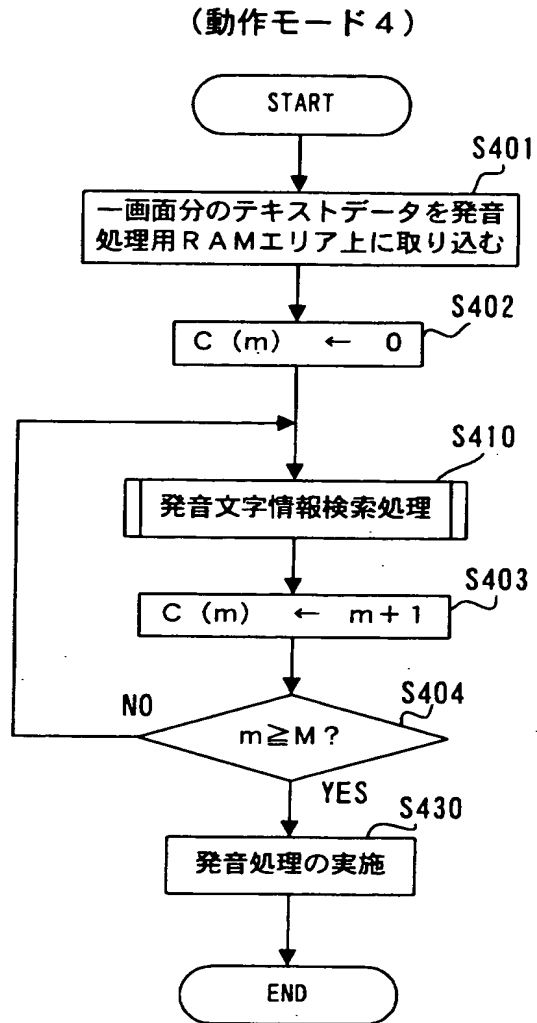 (動作モード4)
START
S401
一画面分のテキストデータを発音
処理用RAMエリア上に取り込む
S402
C (m) ← 0
S410
発音文字情報検索処理
S403
C (m) ← m+1
S404
NO
m≧M?
YES
S430
発音処理の実施
END